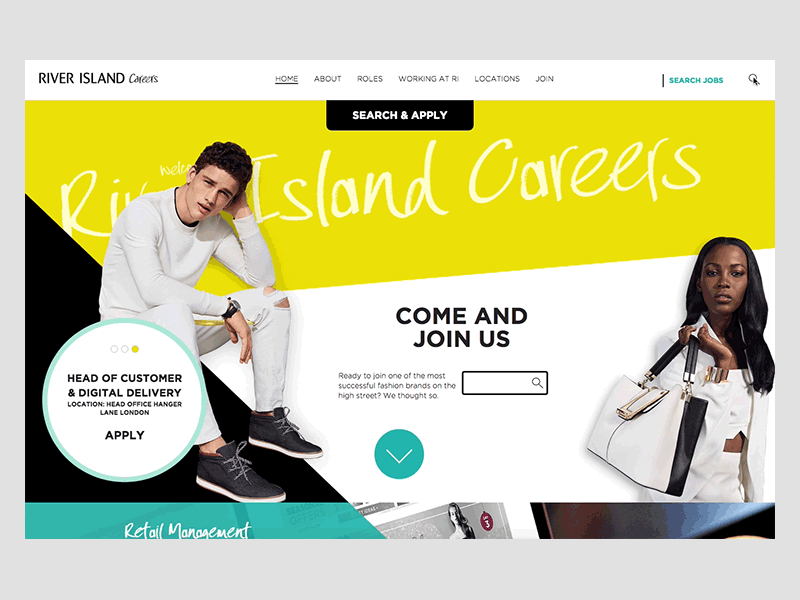 RIVER ISLAND Careers
HOME ABOUT ROLES WORKING AT RI LOCATIONS JOIN
SEARCH JOBS
SEARCH & APPLY
Island Careers
COME AND
JOIN US
Ready to join one of the most
successful fashion brands on the
high street? We thought so.
HEAD OF CUSTOMER
& DIGITAL DELIVERY
LOCATION: HEAD OFFICE HANGER
LANE LONDON
APPLY
Retail Management